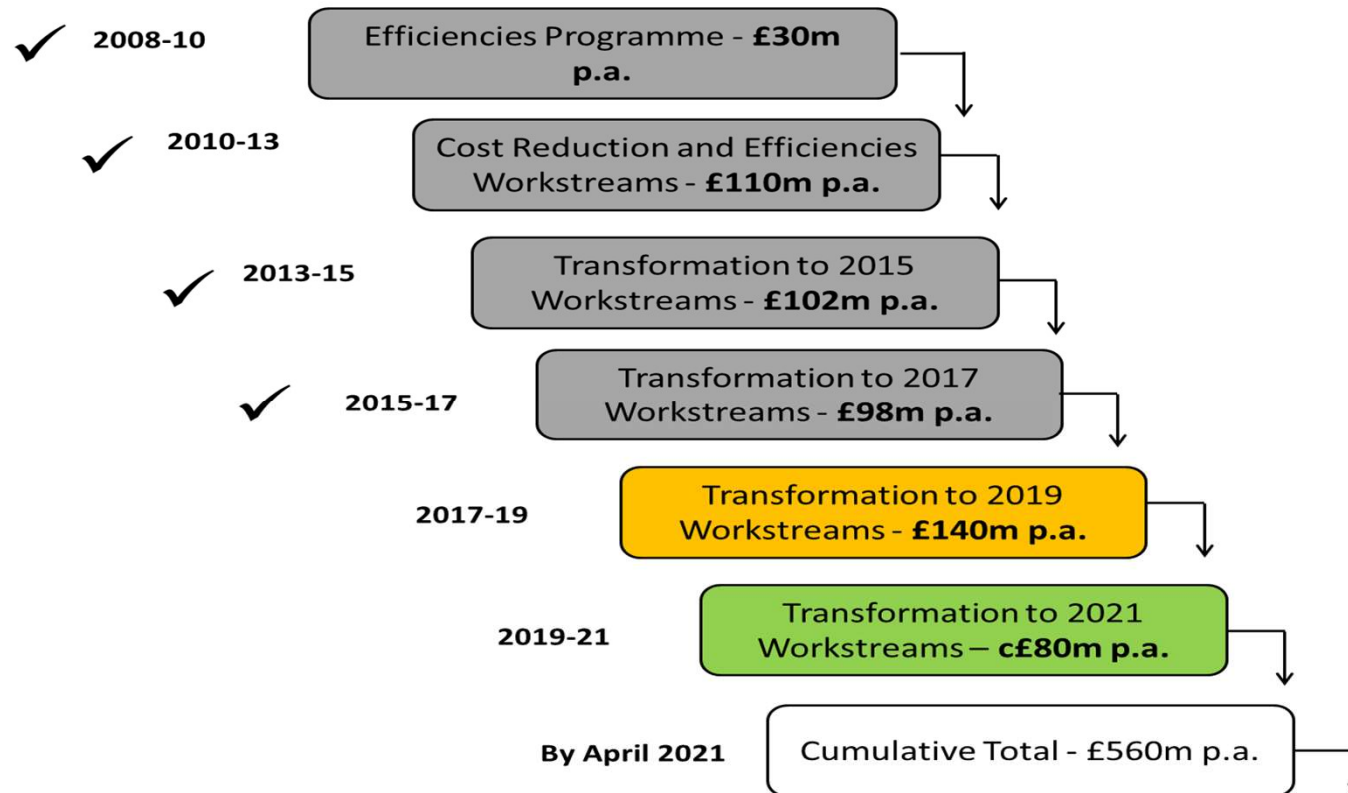 2008-10
Efficiencies Programme - £30m
p.a.
2010-13
Cost Reduction and Efficiencies
Workstreams - £110m p.a.
2013-15
Transformation to 2015
Workstreams - £102m p.a.
2015-17
Transformation to 2017
Workstreams - £98m p.a.
2017-19
Transformation to 2019
Workstreams - £140m p.a.
2019-21
Transformation to 2021
Workstreams – c£80m p.a.
By April 2021
Cumulative Total - £560m p.a.